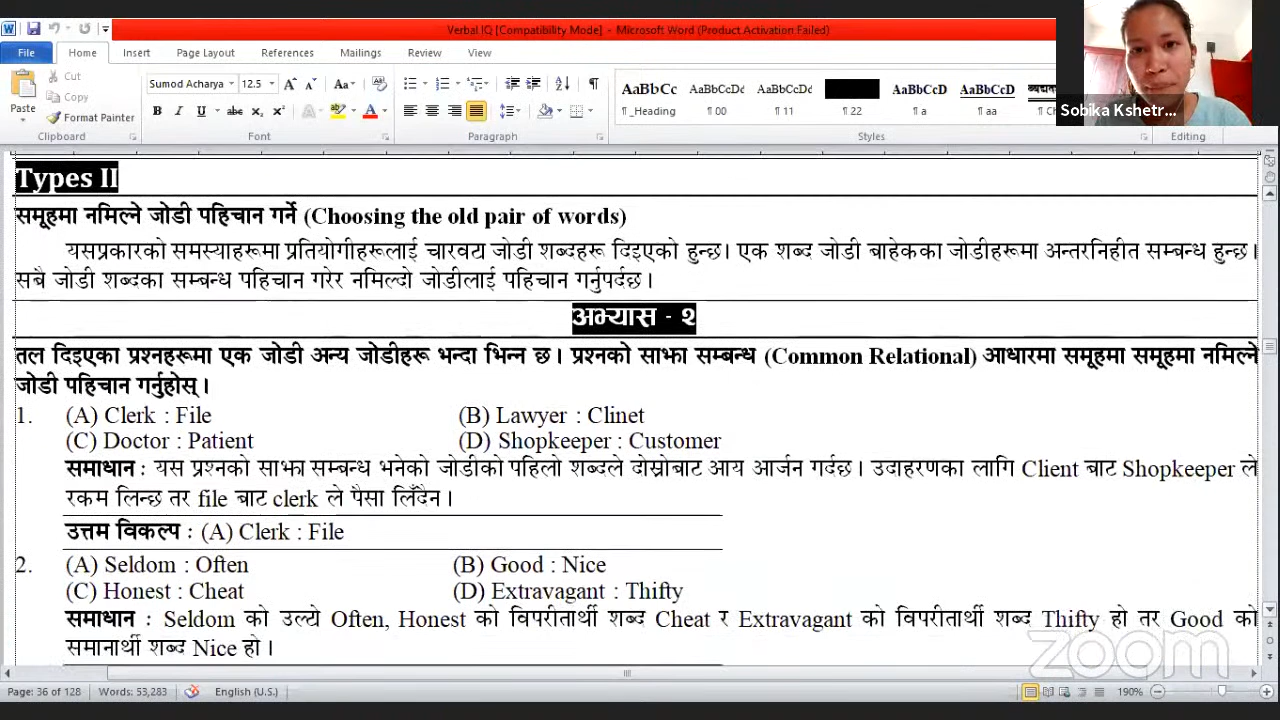 Verbal IQ [Compatibility Mode] - Microsoft Word (Product Activation Failed)
File Home Insert Page Layout References Mailings Review View
Cut
Copy
Paste
Format Painter
Sumod Acharya 12.5
AaBbCc AaBbCcDd AaBbCcDc AaBbCcD AaBbCcD
¶ _Heading ¶ 00 ¶ 11 ¶ 22 ¶ a ¶ aa
Sobika Kshetr...
Clipboard Font Paragraph Styles Editing
Types II
समूहमा नमिल्ने जोडी पहिचान गर्ने (Choosing the old pair of words)
यसप्रकारको समस्याहरूमा प्रतियोगीहरूलाई चारवटा जोडी शब्दहरू दिइएको हुन्छ। एक शब्द जोडी बाहेकका जोडीहरूमा अन्तरनिहीत सम्बन्ध हुन्छ।
सबै जोडी शब्दका सम्बन्ध पहिचान गरेर नमिल्दो जोडीलाई पहिचान गर्नुपर्दछ।
अभ्यास - २
तल दिइएका प्रश्नहरूमा एक जोडी अन्य जोडीहरू भन्दा भिन्न छ। प्रश्नको साझा सम्बन्ध (Common Relational) आधारमा समूहमा समूहमा नमिल्ने
जोडी पहिचान गर्नुहोस्।
1. (A) Clerk : File (B) Lawyer : Clinet
(C) Doctor : Patient (D) Shopkeeper : Customer
समाधान : यस प्रश्नको साझा सम्बन्ध भनेको जोडीको पहिलो शब्दले दोस्रोबाट आय आर्जन गर्दछ। उदाहरणका लागि Client बाट Shopkeeper ले
रकम लिन्छ तर file बाट clerk ले पैसा लिँदैन।
उत्तम विकल्प : (A) Clerk : File
2. (A) Seldom : Often (B) Good : Nice
(C) Honest : Cheat (D) Extravagant : Thifty
समाधान : Seldom को उल्टो Often, Honest को विपरीतार्थी शब्द Cheat र Extravagant को विपरीतार्थी शब्द Thifty हो तर Good को
समानार्थी शब्द Nice हो।
zoom
Page: 36 of 128 Words: 53,283 English (U.S.) 190%